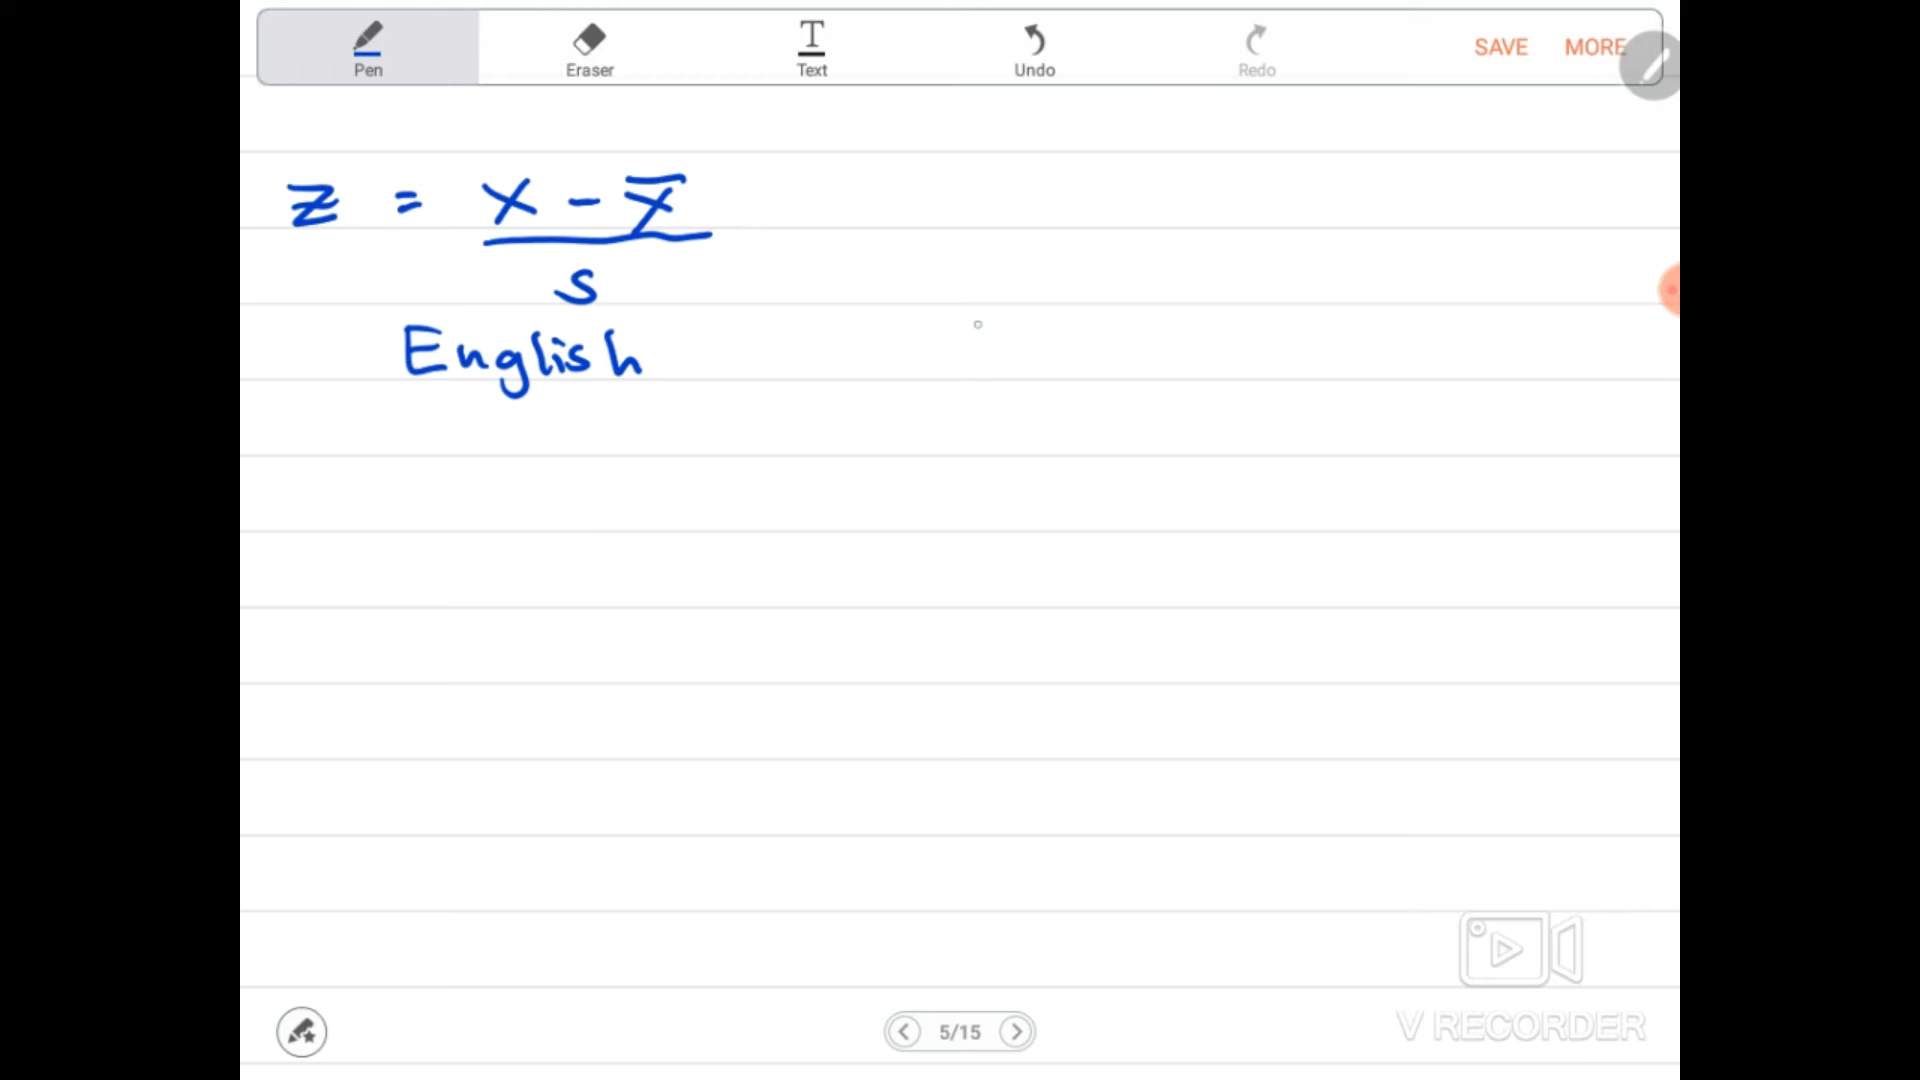 Pen Eraser Text Undo Redo SAVE MORE
z = x - x̄
s
English
5/15
V RECORDER